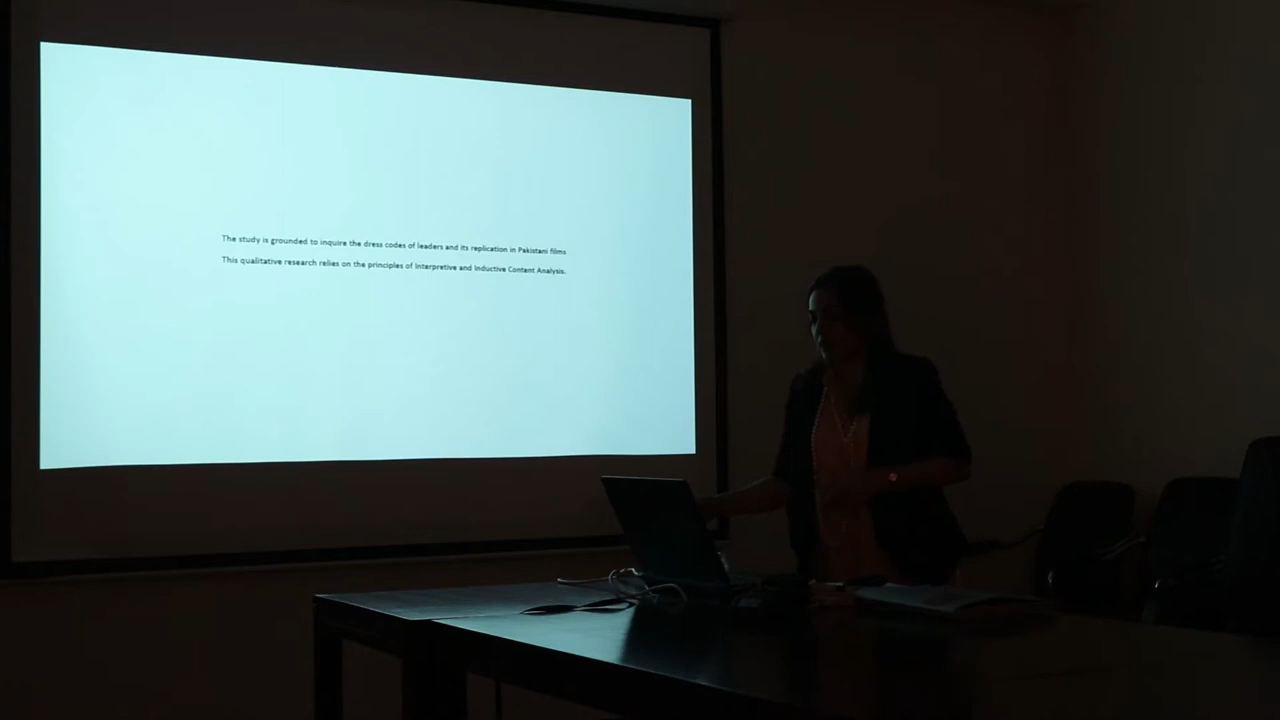 The study is grounded to inquire the dress codes of leaders and its replication in Pakistani films
This qualitative research relies on the principles of Interpretive and Inductive Content Analysis.